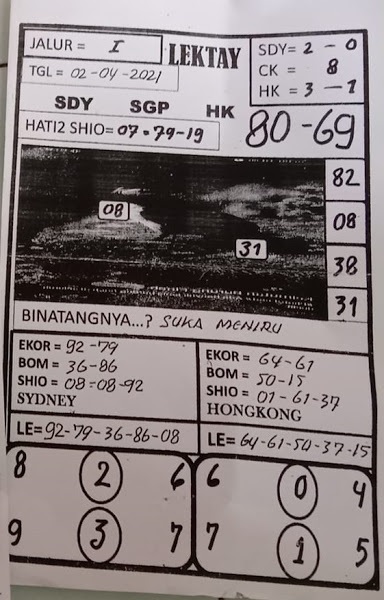 JALUR = I
LEKTAY
SDY= 2 - 0
CK = 8
HK = 3 - 1
TGL = 02-04-2021
SDY SGP HK
HATI2 SHIO= 07-79-19
80-69
82
08
38
31
08
31
BINATANGNYA...? SUKA MENIRU
EKOR = 92-79
BOM = 36-86
SHIO = 08-08-92
SYDNEY
EKOR = 64-61
BOM = 50-15
SHIO = 01-61-37
HONGKONG
LE=92-79-36-86-08
LE=64-61-50-37-15
8 2 6
9 3 7
6 0 4
7 1 5